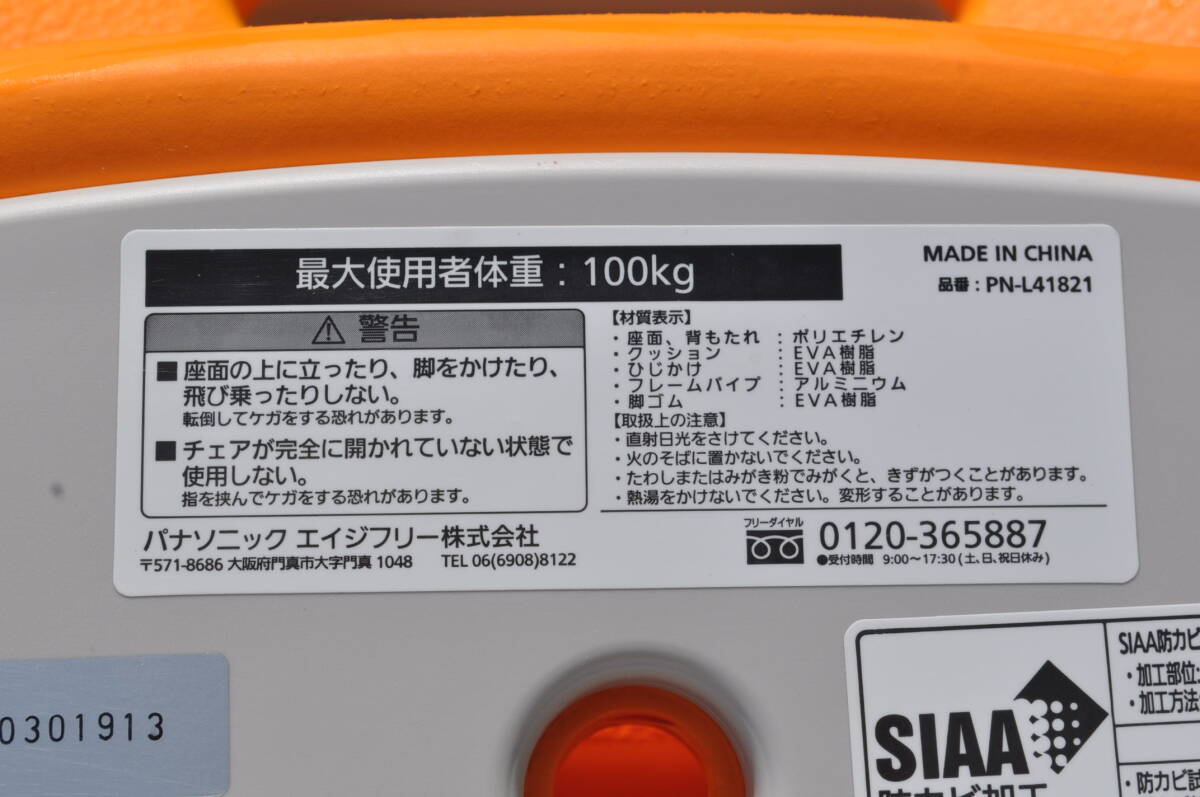 最大使用者体重：100kg
MADE IN CHINA
品番：PN-L41821
⚠ 警告
■ 座面の上に立ったり、脚をかけたり、
飛び乗ったりしない。
転倒してケガをする恐れがあります。
■ チェアが完全に開かれていない状態で
使用しない。
指を挟んでケガをする恐れがあります。
【材質表示】
・座面、背もたれ ：ポリエチレン
・クッション ：EVA樹脂
・ひじかけ ：EVA樹脂
・フレームパイプ ：アルミニウム
・脚ゴム ：EVA樹脂
【取扱上の注意】
・直射日光をさけてください。
・火のそばに置かないでください。
・たわしまたはみがき粉でみがくと、きずがつくことがあります。
・熱湯をかけないでください。変形することがあります。
パナソニック エイジフリー株式会社
〒571-8686 大阪府門真市大字門真 1048 TEL 06(6908)8122
フリーダイヤル
0120-365887
●受付時間 9:00～17:30（土、日、祝日休み）
0301913
SIAA
防カビ加工
SIAA防カビ
・加工部位
・加工方法
・防カビ試